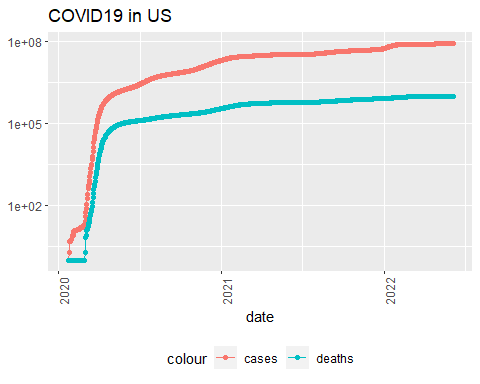 COVID19 in US
1e+08
1e+05
1e+02
2020
2021
2022
date
colour
cases
deaths